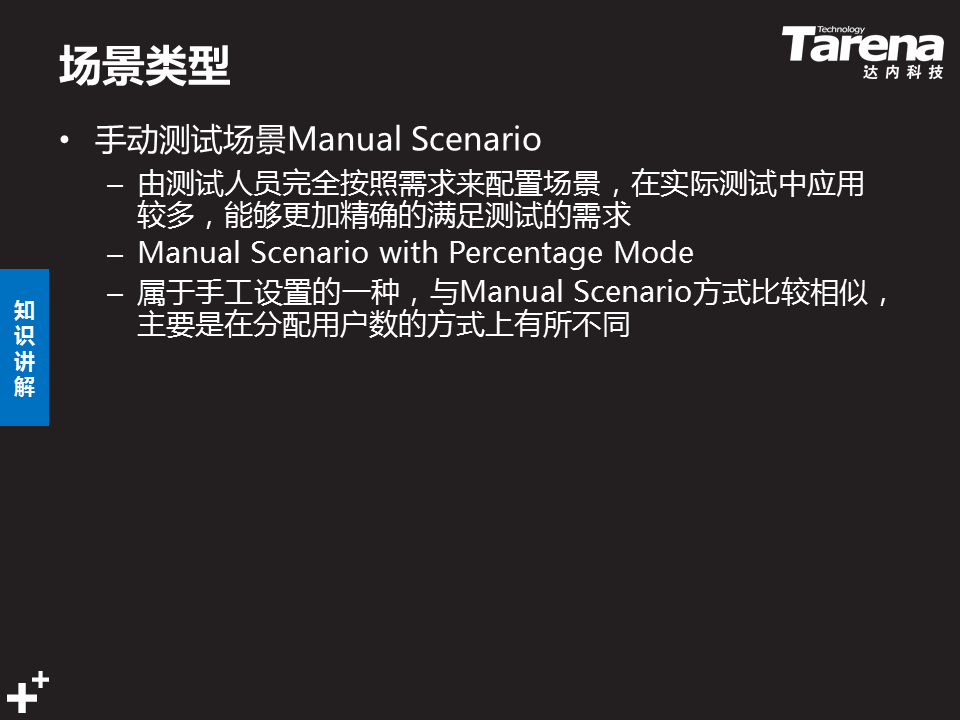 场景类型
Technology
Tarena
达内科技
• 手动测试场景Manual Scenario
– 由测试人员完全按照需求来配置场景，在实际测试中应用
较多，能够更加精确的满足测试的需求
– Manual Scenario with Percentage Mode
– 属于手工设置的一种，与Manual Scenario方式比较相似，
主要是在分配用户数的方式上有所不同
知
识
讲
解